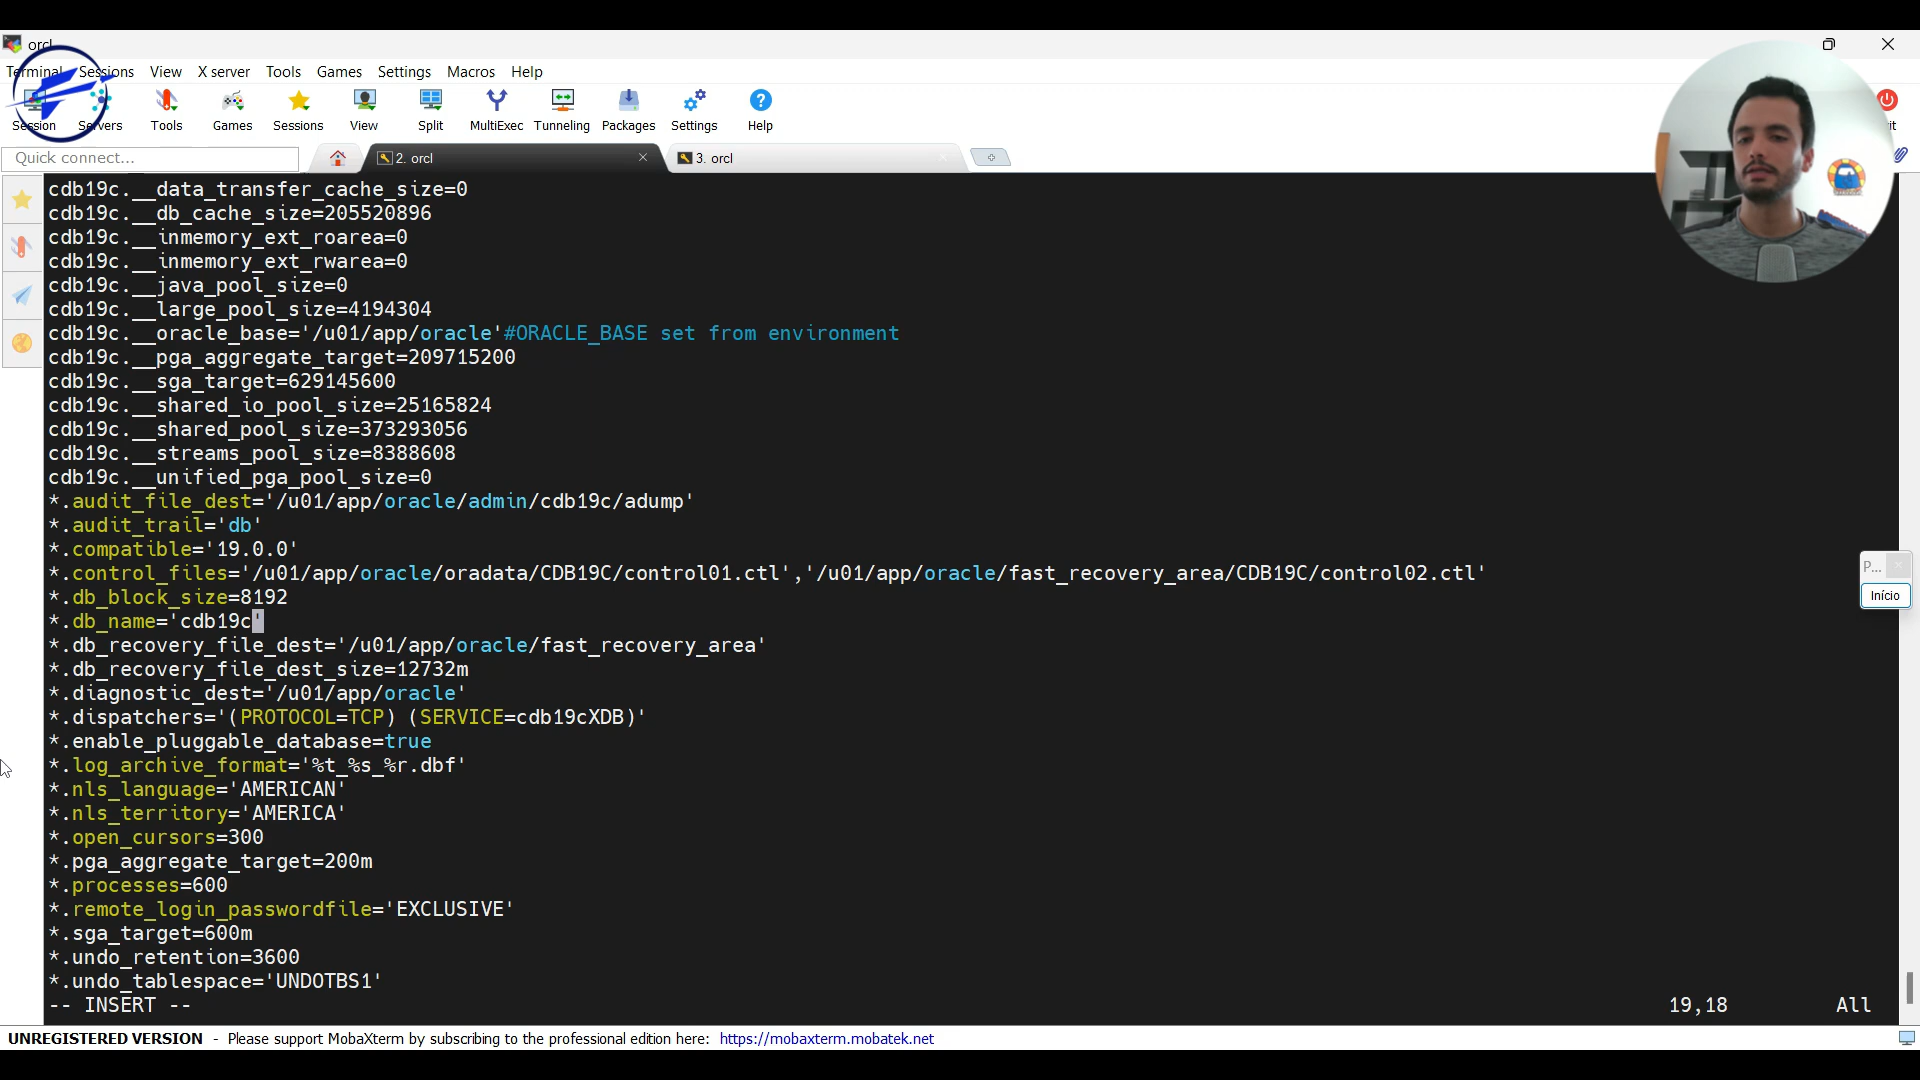 orcl
Terminal Sessions View X server Tools Games Settings Macros Help
Session Servers Tools Games Sessions View Split MultiExec Tunneling Packages Settings Help
Quick connect...
2. orcl
3. orcl
cdb19c.__data_transfer_cache_size=0
cdb19c.__db_cache_size=205520896
cdb19c.__inmemory_ext_roarea=0
cdb19c.__inmemory_ext_rwarea=0
cdb19c.__java_pool_size=0
cdb19c.__large_pool_size=4194304
cdb19c.__oracle_base='/u01/app/oracle'#ORACLE_BASE set from environment
cdb19c.__pga_aggregate_target=209715200
cdb19c.__sga_target=629145600
cdb19c.__shared_io_pool_size=25165824
cdb19c.__shared_pool_size=373293056
cdb19c.__streams_pool_size=8388608
cdb19c.__unified_pga_pool_size=0
*.audit_file_dest='/u01/app/oracle/admin/cdb19c/adump'
*.audit_trail='db'
*.compatible='19.0.0'
*.control_files='/u01/app/oracle/oradata/CDB19C/control01.ctl','/u01/app/oracle/fast_recovery_area/CDB19C/control02.ctl'
*.db_block_size=8192
*.db_name='cdb19c'
*.db_recovery_file_dest='/u01/app/oracle/fast_recovery_area'
*.db_recovery_file_dest_size=12732m
*.diagnostic_dest='/u01/app/oracle'
*.dispatchers='(PROTOCOL=TCP) (SERVICE=cdb19cXDB)'
*.enable_pluggable_database=true
*.log_archive_format='%t_%s_%r.dbf'
*.nls_language='AMERICAN'
*.nls_territory='AMERICA'
*.open_cursors=300
*.pga_aggregate_target=200m
*.processes=600
*.remote_login_passwordfile='EXCLUSIVE'
*.sga_target=600m
*.undo_retention=3600
*.undo_tablespace='UNDOTBS1'
-- INSERT -- 19,18 All
P...
Início
UNREGISTERED VERSION - Please support MobaXterm by subscribing to the professional edition here: https://mobaxterm.mobatek.net